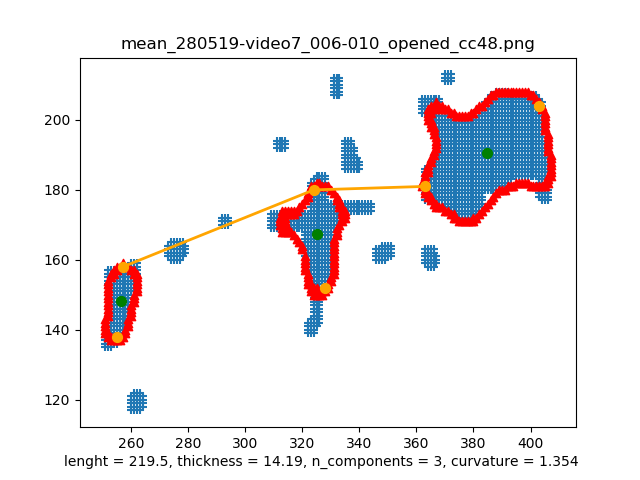 mean_280519-video7_006-010_opened_cc48.png
200
180
160
140
120
260 280 300 320 340 360 380 400
lenght = 219.5, thickness = 14.19, n_components = 3, curvature = 1.354